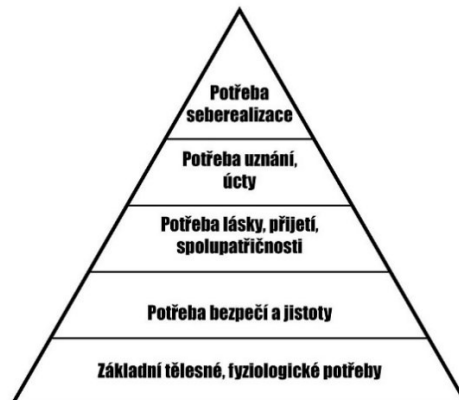 Potřeba
seberealizace
Potřeba uznání,
úcty
Potřeba lásky, přijetí,
spolupatřičnosti
Potřeba bezpečí a jistoty
Základní tělesné, fyziologické potřeby